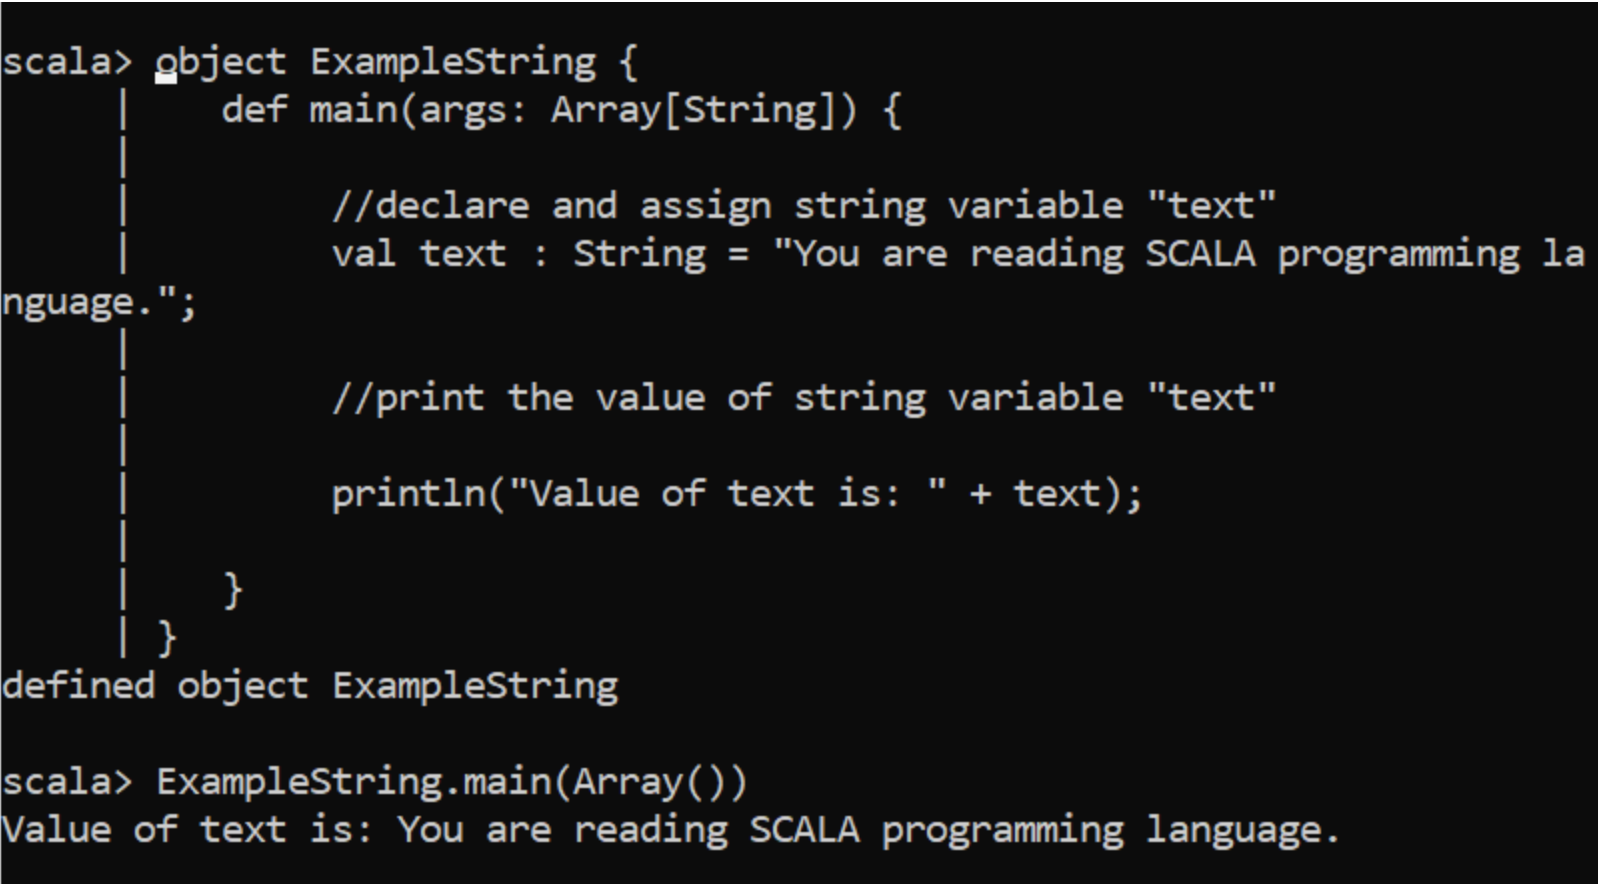 scala> object ExampleString {
     |    def main(args: Array[String]) {
     |
     |         //declare and assign string variable "text"
     |         val text : String = "You are reading SCALA programming la
nguage.";
     |
     |         //print the value of string variable "text"
     |
     |         println("Value of text is: " + text);
     |
     |    }
     | }
defined object ExampleString

scala> ExampleString.main(Array())
Value of text is: You are reading SCALA programming language.